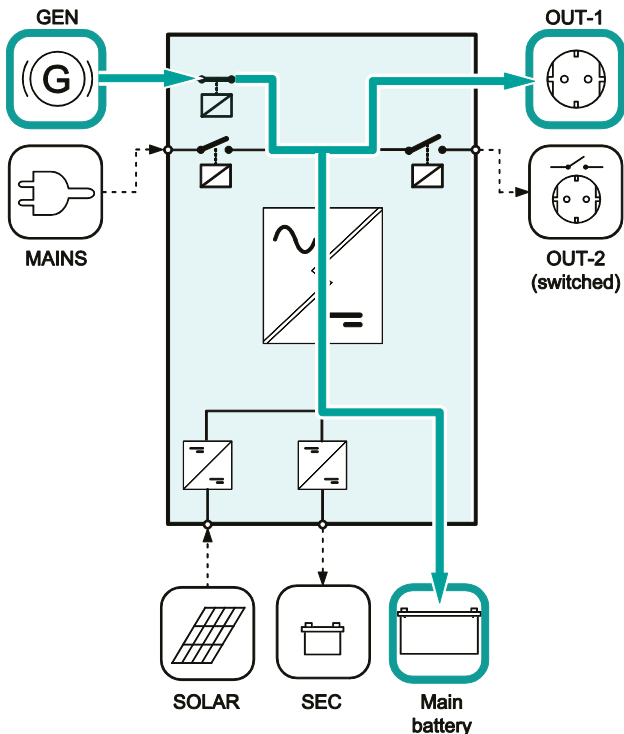 GEN
OUT-1
G
MAINS
OUT-2
(switched)
SOLAR
SEC
Main
battery